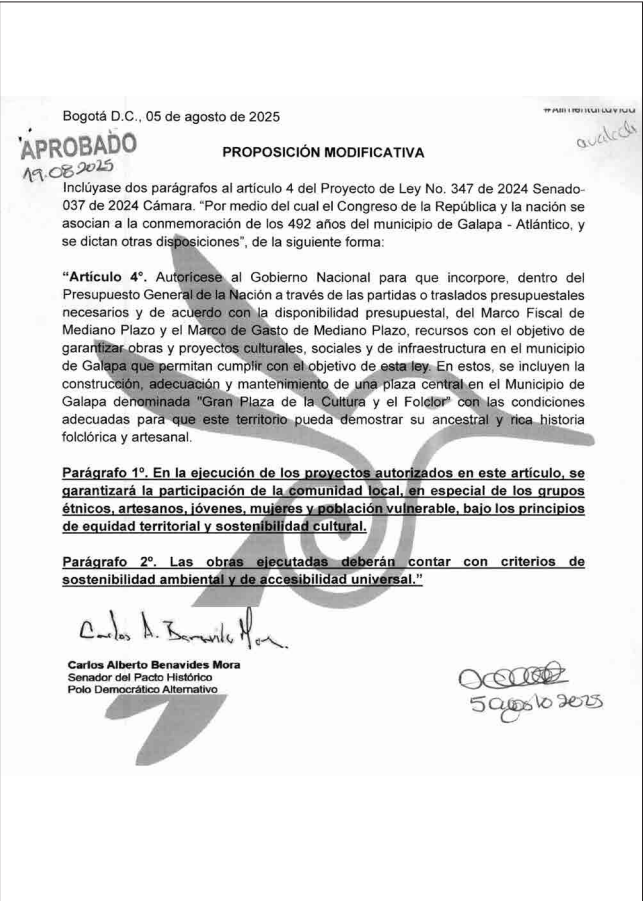 Bogotá D.C., 05 de agosto de 2025
APROBADO
19.08.2025
PROPOSICIÓN MODIFICATIVA
Inclúyase dos parágrafos al artículo 4 del Proyecto de Ley No. 347 de 2024 Senado-
037 de 2024 Cámara. “Por medio del cual el Congreso de la República y la nación se
asocian a la conmemoración de los 492 años del municipio de Galapa - Atlántico, y
se dictan otras disposiciones”, de la siguiente forma:
“Artículo 4°. Autorícese al Gobierno Nacional para que incorpore, dentro del
Presupuesto General de la Nación a través de las partidas o traslados presupuestales
necesarios y de acuerdo con la disponibilidad presupuestal, del Marco Fiscal de
Mediano Plazo y el Marco de Gasto de Mediano Plazo, recursos con el objetivo de
garantizar obras y proyectos culturales, sociales y de infraestructura en el municipio
de Galapa que permitan cumplir con el objetivo de esta ley. En estos, se incluyen la
construcción, adecuación y mantenimiento de una plaza central en el Municipio de
Galapa denominada "Gran Plaza de la Cultura y el Folclor" con las condiciones
adecuadas para que este territorio pueda demostrar su ancestral y rica historia
folclórica y artesanal.
Parágrafo 1º. En la ejecución de los proyectos autorizados en este artículo, se
garantizará la participación de la comunidad local, en especial de los grupos
étnicos, artesanos, jóvenes, mujeres y población vulnerable, bajo los principios
de equidad territorial y sostenibilidad cultural.
Parágrafo 2º. Las obras ejecutadas deberán contar con criterios de
sostenibilidad ambiental y de accesibilidad universal.”
Carlos Alberto Benavides Mora
Senador del Pacto Histórico
Polo Democrático Alternativo
5 agosto 2025